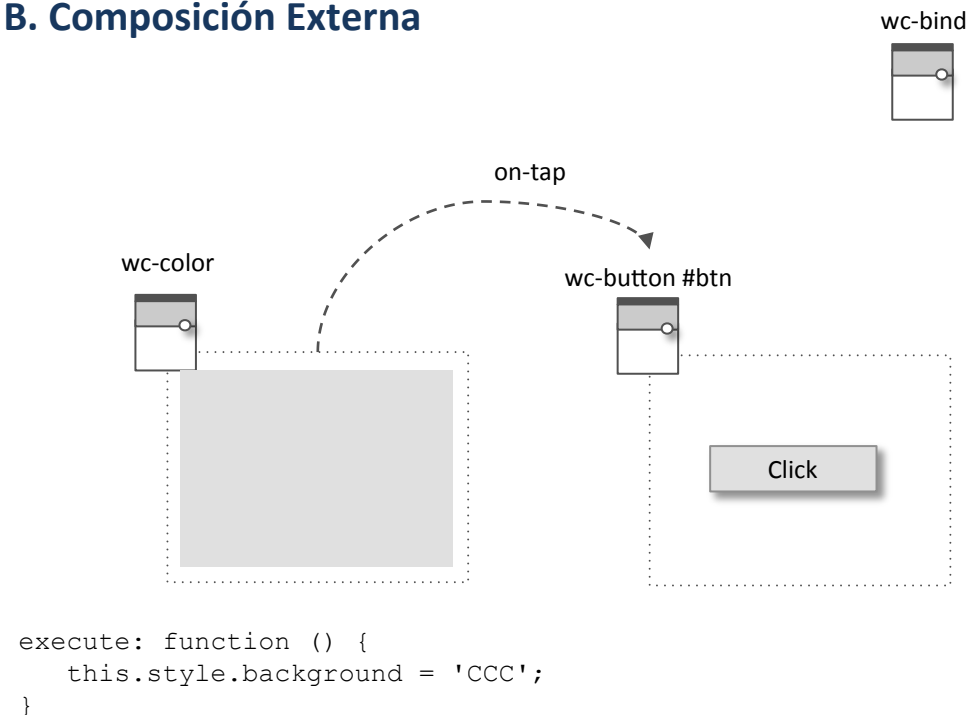 B. Composición Externa
wc-bind
on-tap
wc-color
wc-button #btn
Click
execute: function () {
this.style.background = 'CCC';
}